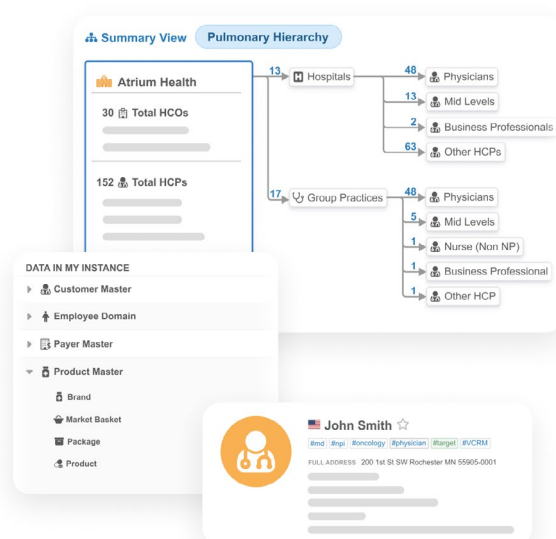 Summary View Pulmonary Hierarchy
Atrium Health
30 Total HCOs
152 Total HCPs
13 Hospitals
48 Physicians
13 Mid Levels
2 Business Professionals
63 Other HCPs
17 Group Practices
48 Physicians
5 Mid Levels
1 Nurse (Non NP)
1 Business Professional
1 Other HCP
DATA IN MY INSTANCE
Customer Master
Employee Domain
Payer Master
Product Master
Brand
Market Basket
Package
Product
John Smith
#md #npi #oncology #physician #target #VCRM
FULL ADDRESS 200 1st St SW Rochester MN 55905-0001